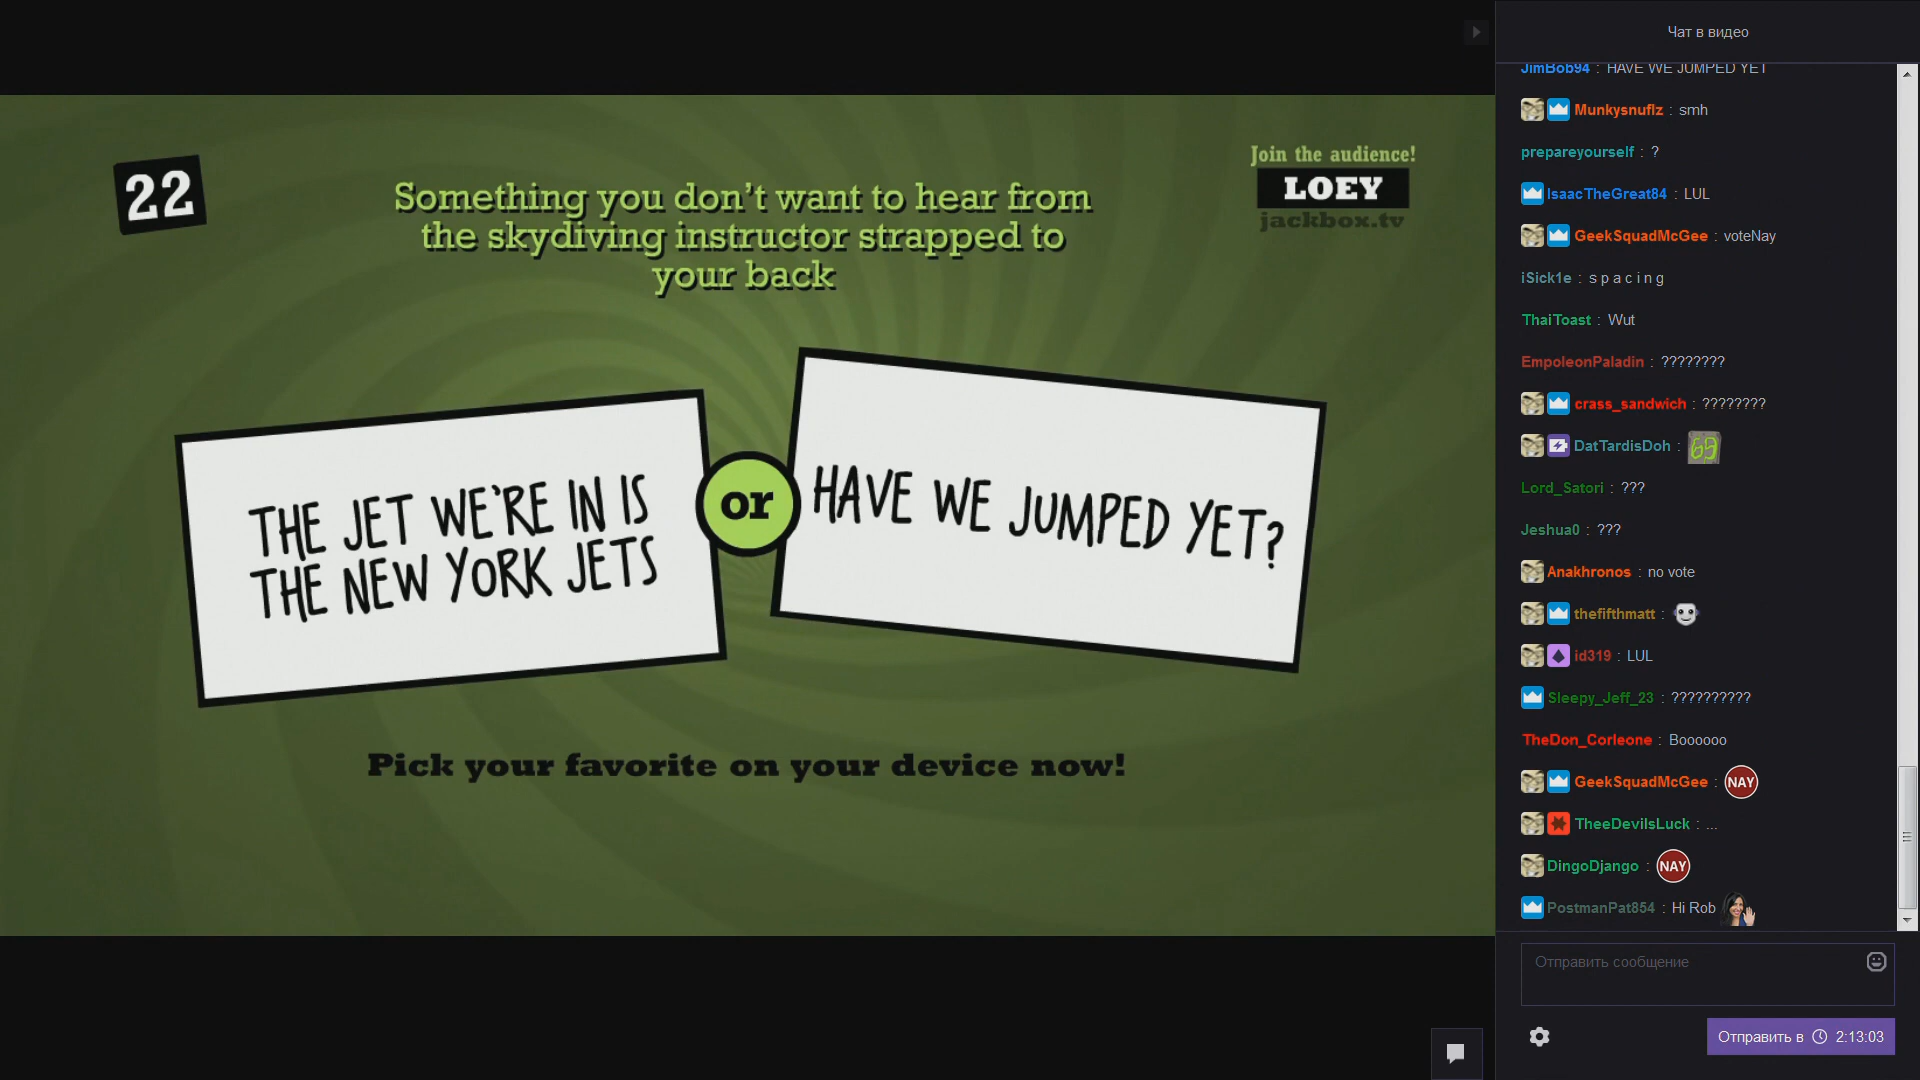 22
Something you don't want to hear from
the skydiving instructor strapped to
your back
Join the audience!
LOEY
jackbox.tv
THE JET WE'RE IN IS
THE NEW YORK JETS
or
HAVE WE JUMPED YET?
Pick your favorite on your device now!
Чат в видео
JimBob94 : HAVE WE JUMPED YET
Munkysnuflz : smh
prepareyourself : ?
IsaacTheGreat84 : LUL
GeekSquadMcGee : voteNay
iSick1e : s p a c i n g
ThaiToast : Wut
EmpoleonPaladin : ????????
crass_sandwich : ????????
DatTardisDoh : 69
Lord_Satori : ???
Jeshua0 : ???
Anakhronos : no vote
thefifthmatt :
id319 : LUL
Sleepy_Jeff_23 : ??????????
TheDon_Corleone : Boooooo
GeekSquadMcGee : NAY
TheeDevilsLuck : ...
DingoDjango : NAY
PostmanPat854 : Hi Rob
Отправить сообщение
Отправить в 2:13:03